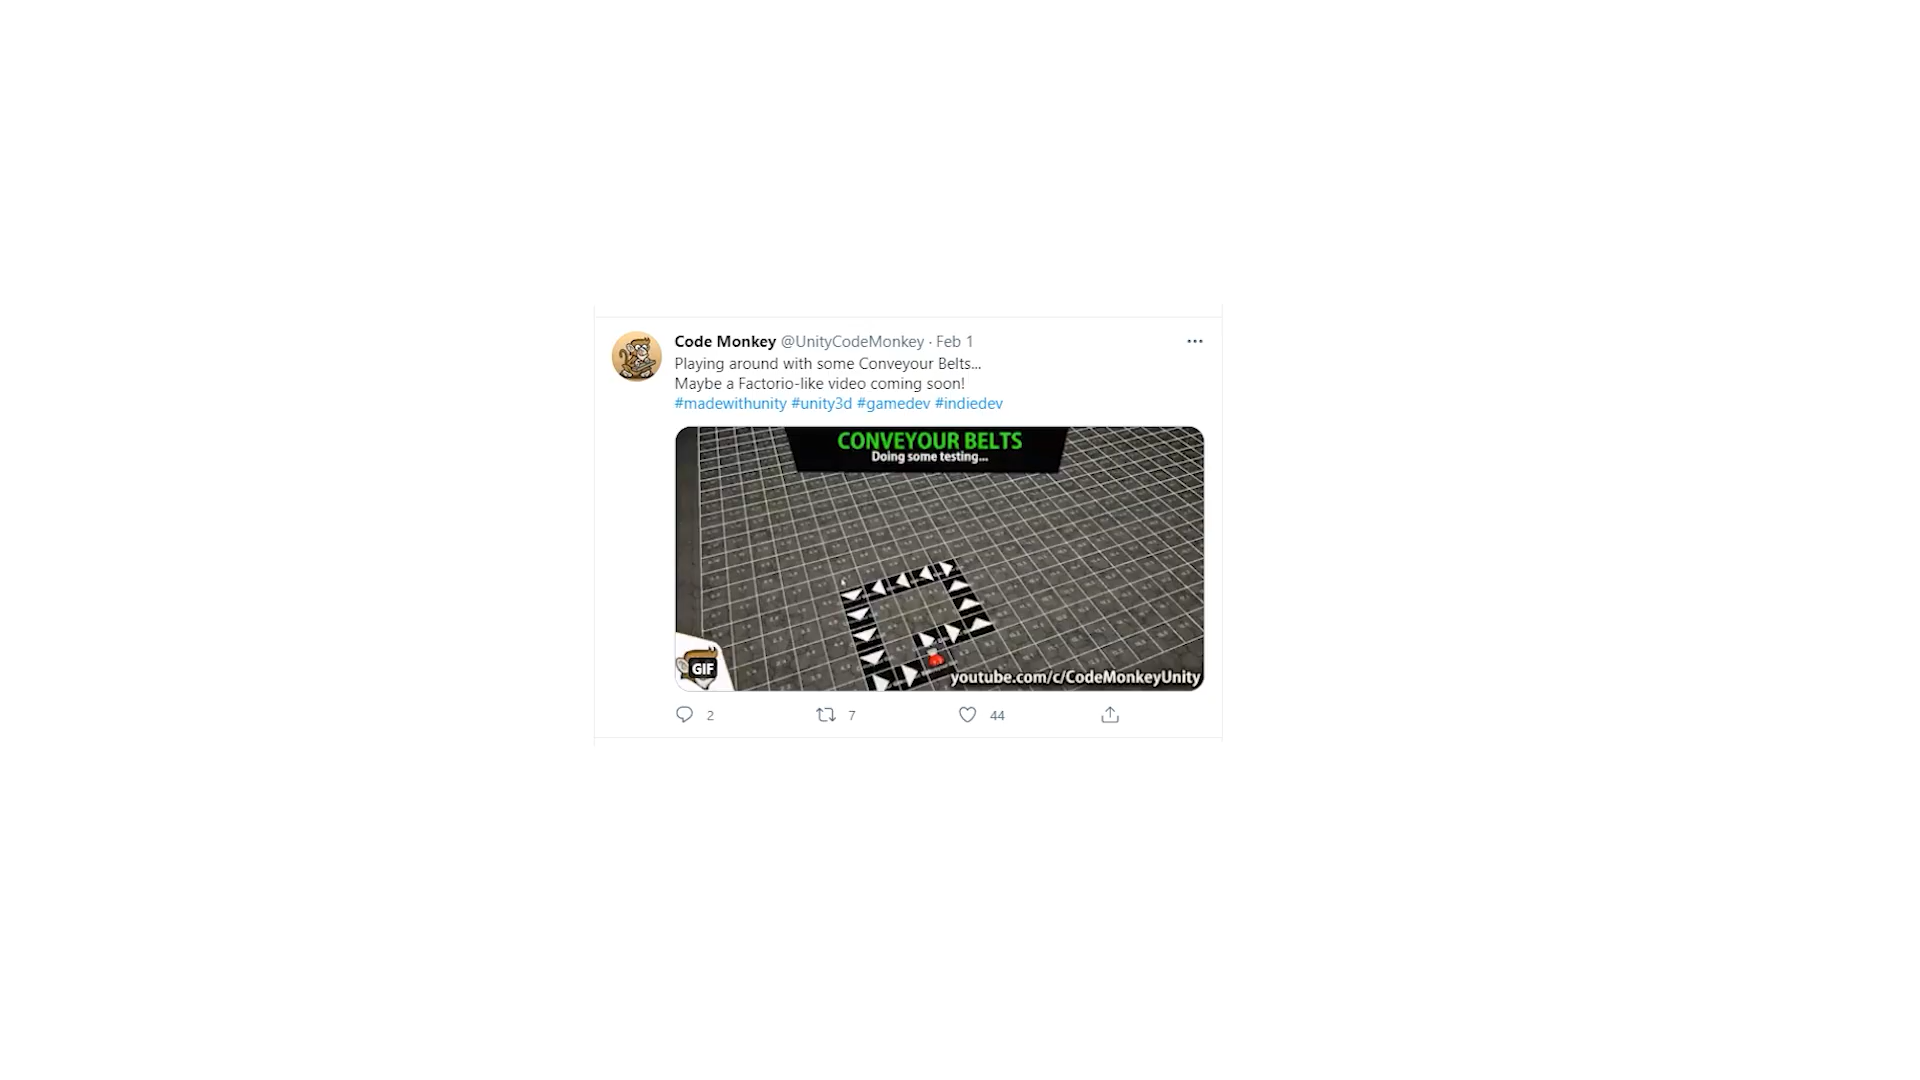 Code Monkey @UnityCodeMonkey · Feb 1
Playing around with some Conveyour Belts...
Maybe a Factorio-like video coming soon!
#madewithunity #unity3d #gamedev #indiedev
CONVEYOUR BELTS
Doing some testing...
GIF
youtube.com/c/CodeMonkeyUnity
2 7 44